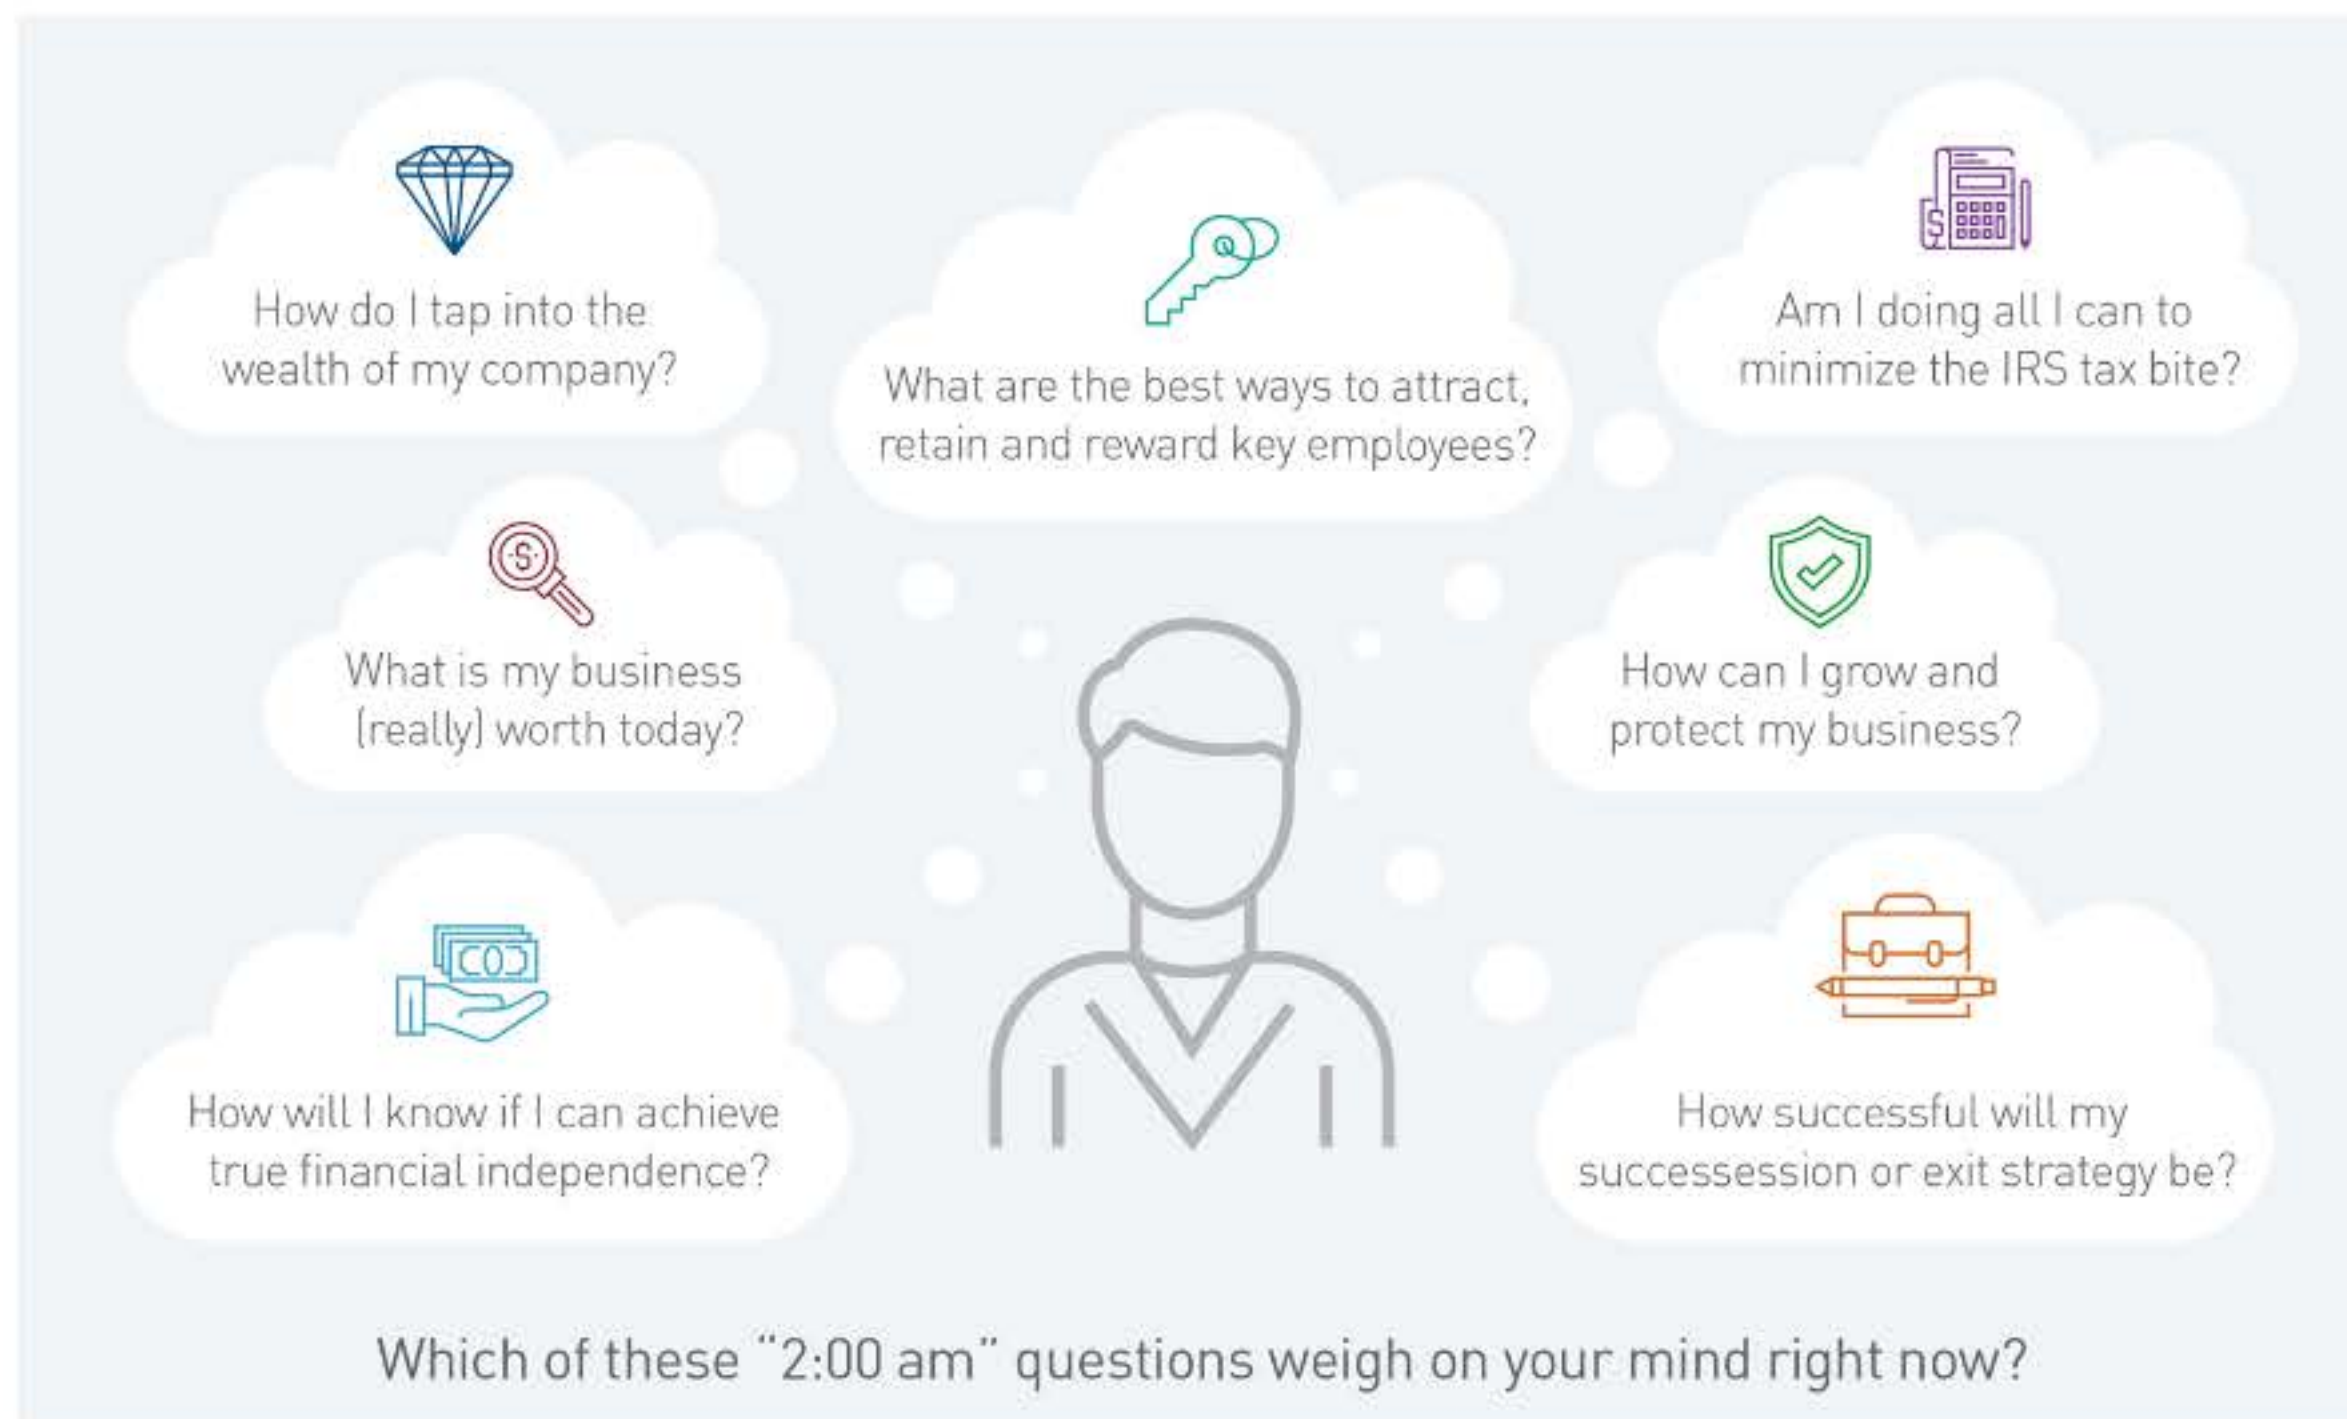 How do I tap into the
wealth of my company?
What are the best ways to attract,
retain and reward key employees?
Am I doing all I can to
minimize the IRS tax bite?
What is my business
(really) worth today?
How can I grow and
protect my business?
How will I know if I can achieve
true financial independence?
How successful will my
successession or exit strategy be?
Which of these "2:00 am" questions weigh on your mind right now?